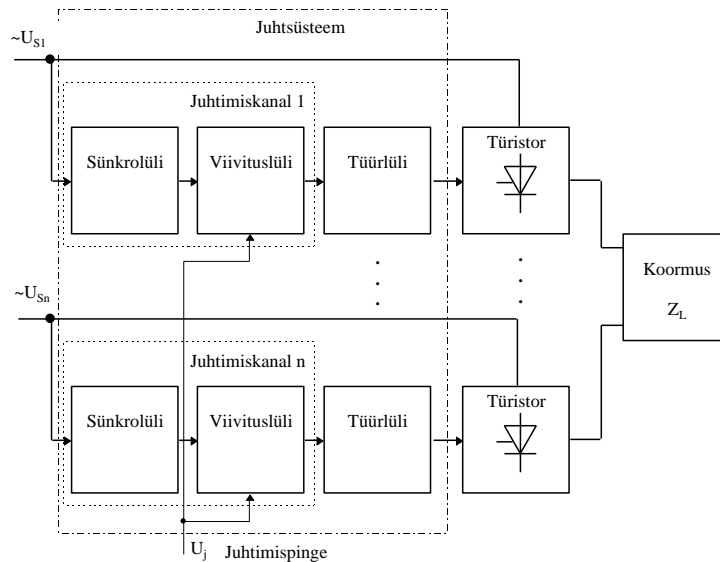 Juhtsüsteem
~U_S1
Juhtimiskanal 1
Sünkrolüli
Viivituslüli
Tüürlüli
Türistor
Koormus
Z_L
~U_Sn
Juhtimiskanal n
Sünkrolüli
Viivituslüli
Tüürlüli
Türistor
U_j
Juhtimispinge